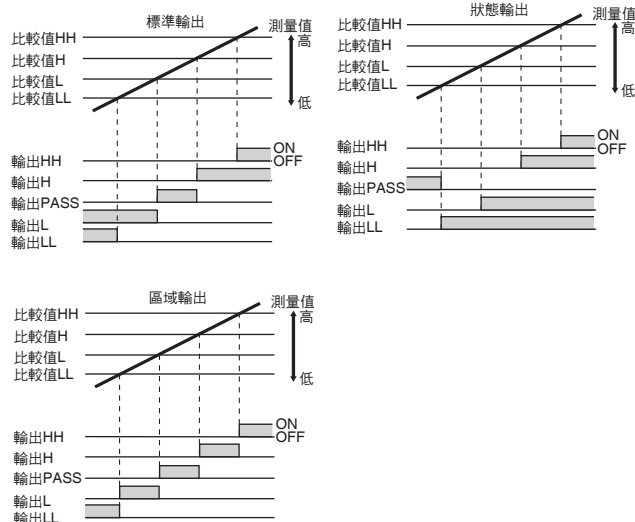 標準輸出
測量值
高
低
比較值HH
比較值H
比較值L
比較值LL
ON
OFF
輸出HH
輸出H
輸出PASS
輸出L
輸出LL
狀態輸出
測量值
高
低
比較值HH
比較值H
比較值L
比較值LL
ON
OFF
輸出HH
輸出H
輸出PASS
輸出L
輸出LL
區域輸出
測量值
高
低
比較值HH
比較值H
比較值L
比較值LL
ON
OFF
輸出HH
輸出H
輸出PASS
輸出L
輸出LL